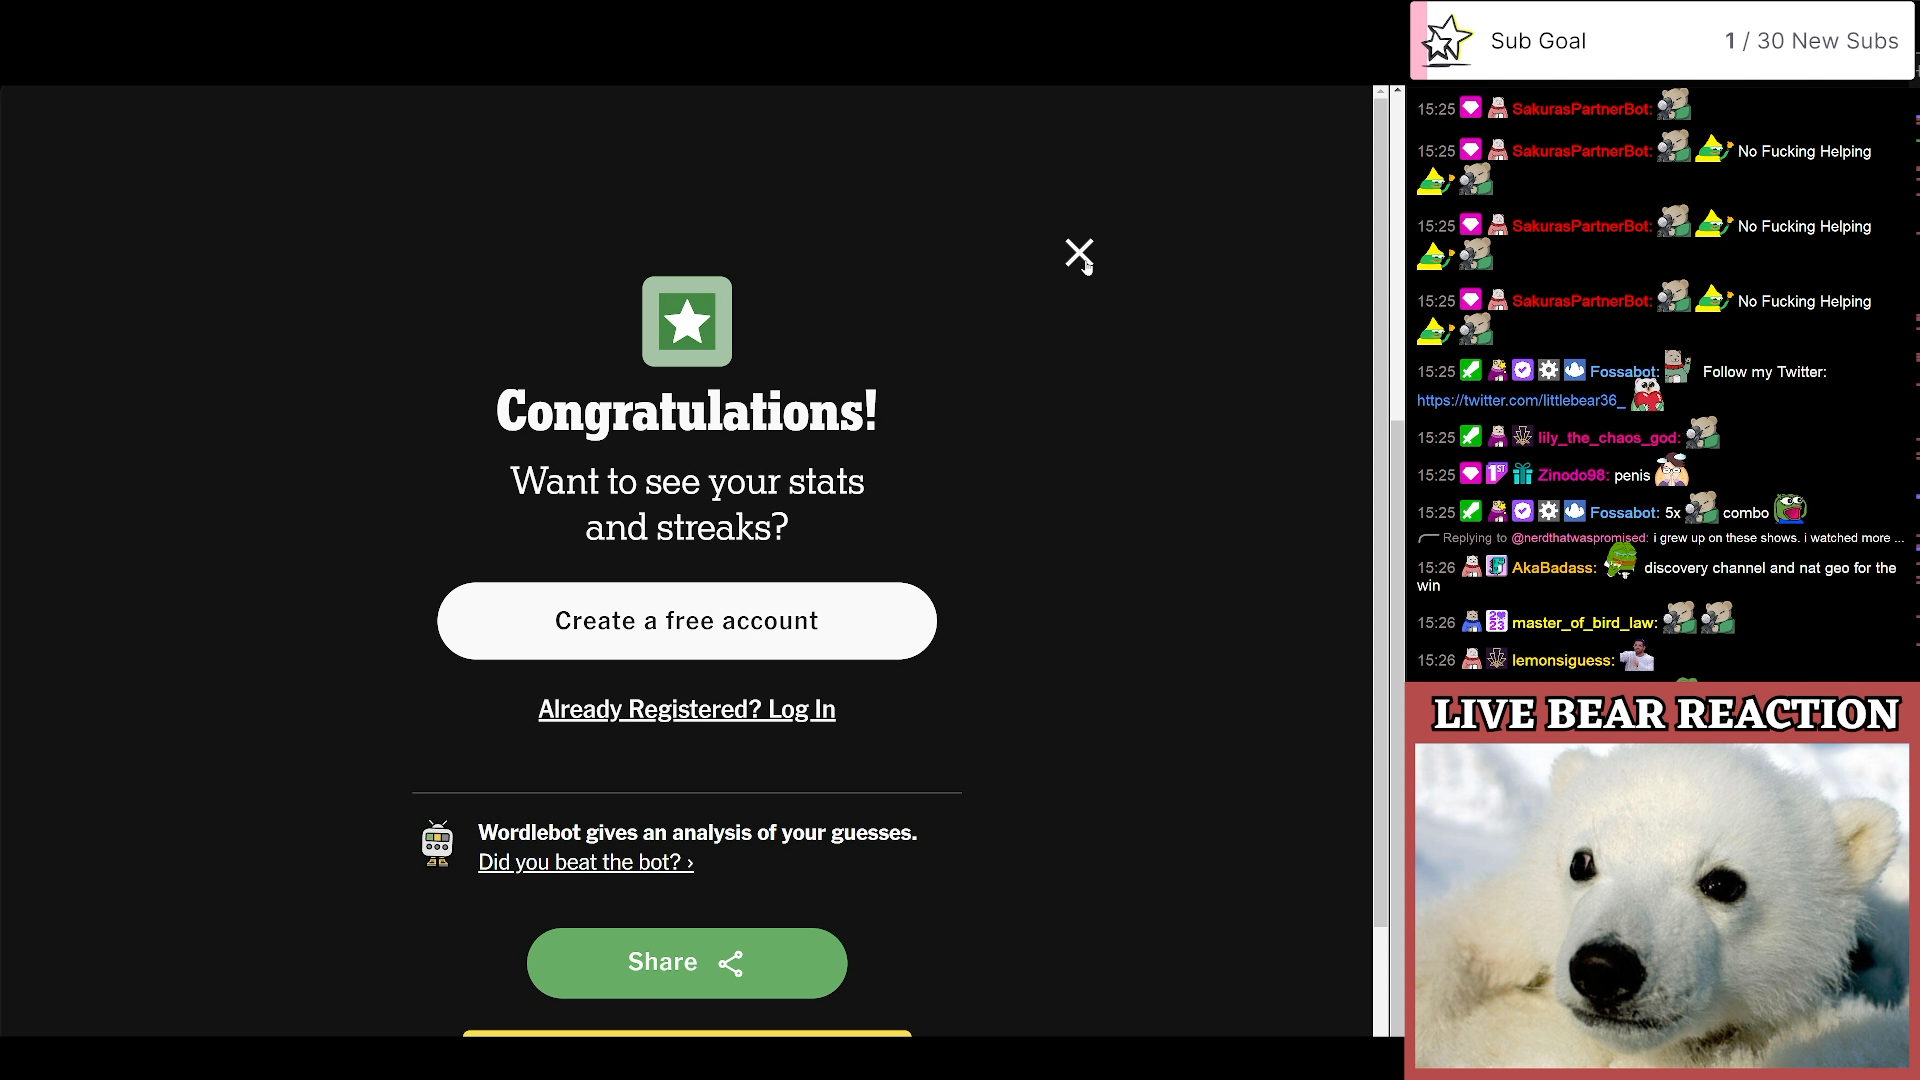 Sub Goal
1 / 30 New Subs
15:25 SakurasPartnerBot:
15:25 SakurasPartnerBot: No Fucking Helping
15:25 SakurasPartnerBot: No Fucking Helping
15:25 SakurasPartnerBot: No Fucking Helping
15:25 Fossabot: Follow my Twitter:
https://twitter.com/littlebear36_
15:25 lily_the_chaos_god:
15:25 1ST Zinodo98: penis
15:25 Fossabot: 5x combo
Replying to @nerdthatwaspromised: i grew up on these shows. i watched more ...
15:26 AkaBadass: discovery channel and nat geo for the
win
15:26 master_of_bird_law:
15:26 lemonsiguess:
LIVE BEAR REACTION
Congratulations!
Want to see your stats
and streaks?
Create a free account
Already Registered? Log In
Wordlebot gives an analysis of your guesses.
Did you beat the bot? ›
Share